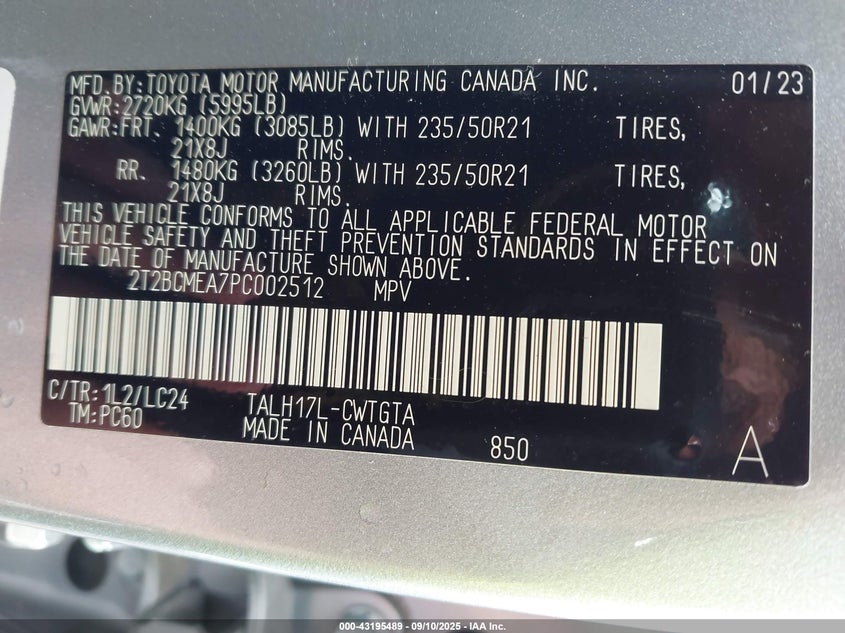 MFD.BY:TOYOTA MOTOR MANUFACTURING CANADA INC. 01/23
GVWR:2720KG (5995LB)
GAWR:FRT. 1400KG (3085LB) WITH 235/50R21 TIRES,
21X8J RIMS.
RR. 1480KG (3260LB) WITH 235/50R21 TIRES,
21X8J RIMS.
THIS VEHICLE CONFORMS TO ALL APPLICABLE FEDERAL MOTOR
VEHICLE SAFETY AND THEFT PREVENTION STANDARDS IN EFFECT ON
THE DATE OF MANUFACTURE SHOWN ABOVE.
2T2BCMEA7PC002512 MPV
C/TR:1L2/LC24 TALH17L-CWTGTA
TM:PC60 MADE IN CANADA 850 A
000-43195489 - 09/10/2025 - IAA Inc.